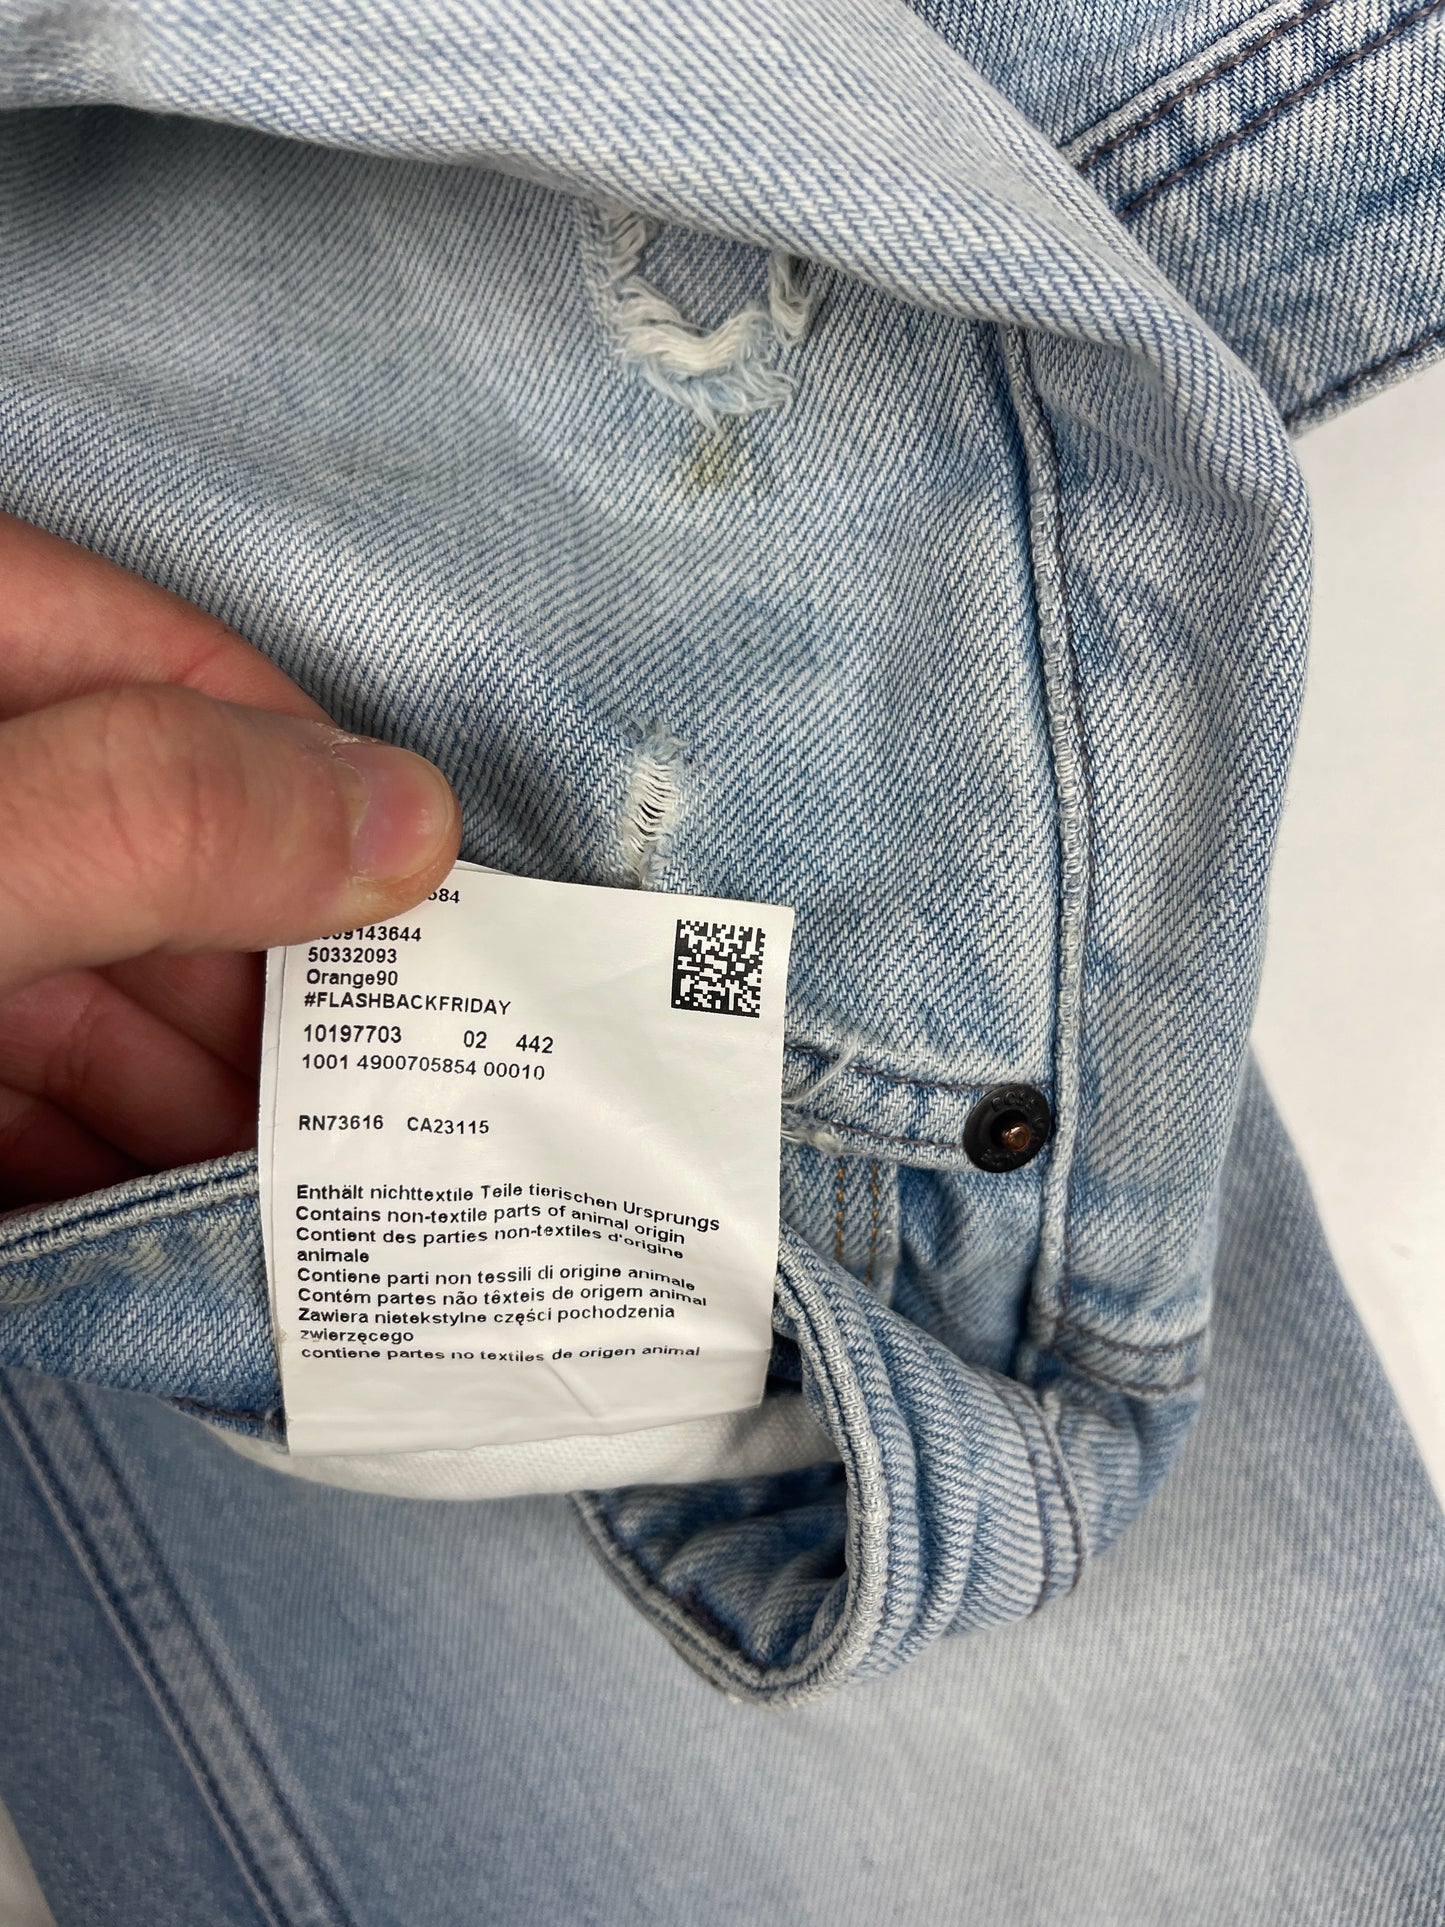 584
09143644
50332093
Orange90
#FLASHBACKFRIDAY
10197703 02 442
1001 4900705854 00010
RN73616 CA23115
Enthält nichttextile Teile tierischen Ursprungs
Contains non-textile parts of animal origin
Contient des parties non-textiles d'origine
animale
Contiene parti non tessili di origine animale
Contém partes não têxteis de origem animal
Zawiera nietekstylne części pochodzenia
zwierzęcego
contiene partes no textiles de origen animal